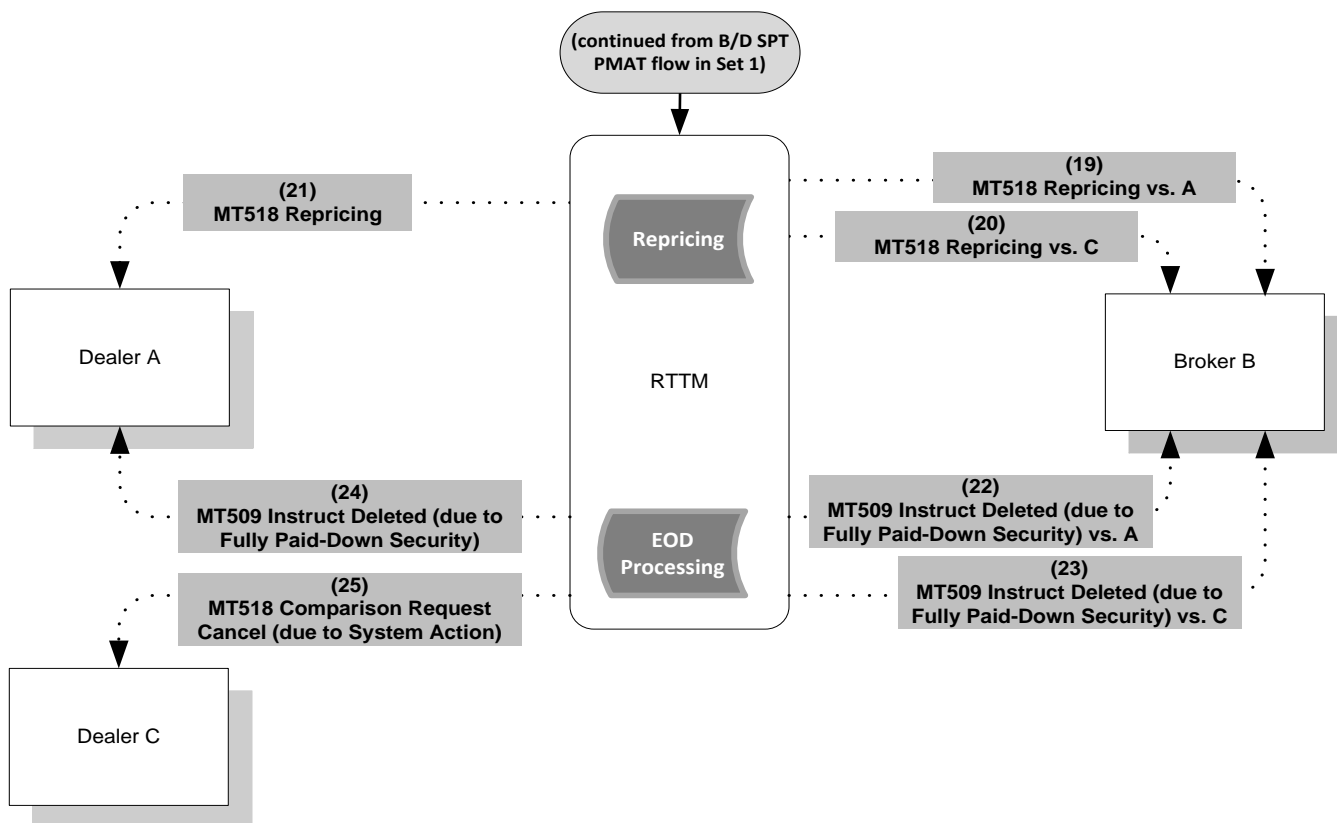 (continued from B/D SPT
PMAT flow in Set 1)
(21)
MT518 Repricing
(19)
MT518 Repricing vs. A
(20)
MT518 Repricing vs. C
Repricing
Dealer A
RTTM
Broker B
(24)
MT509 Instruct Deleted (due to
Fully Paid-Down Security)
(22)
MT509 Instruct Deleted (due to
Fully Paid-Down Security) vs. A
EOD
Processing
(25)
MT518 Comparison Request
Cancel (due to System Action)
(23)
MT509 Instruct Deleted (due to
Fully Paid-Down Security) vs. C
Dealer C